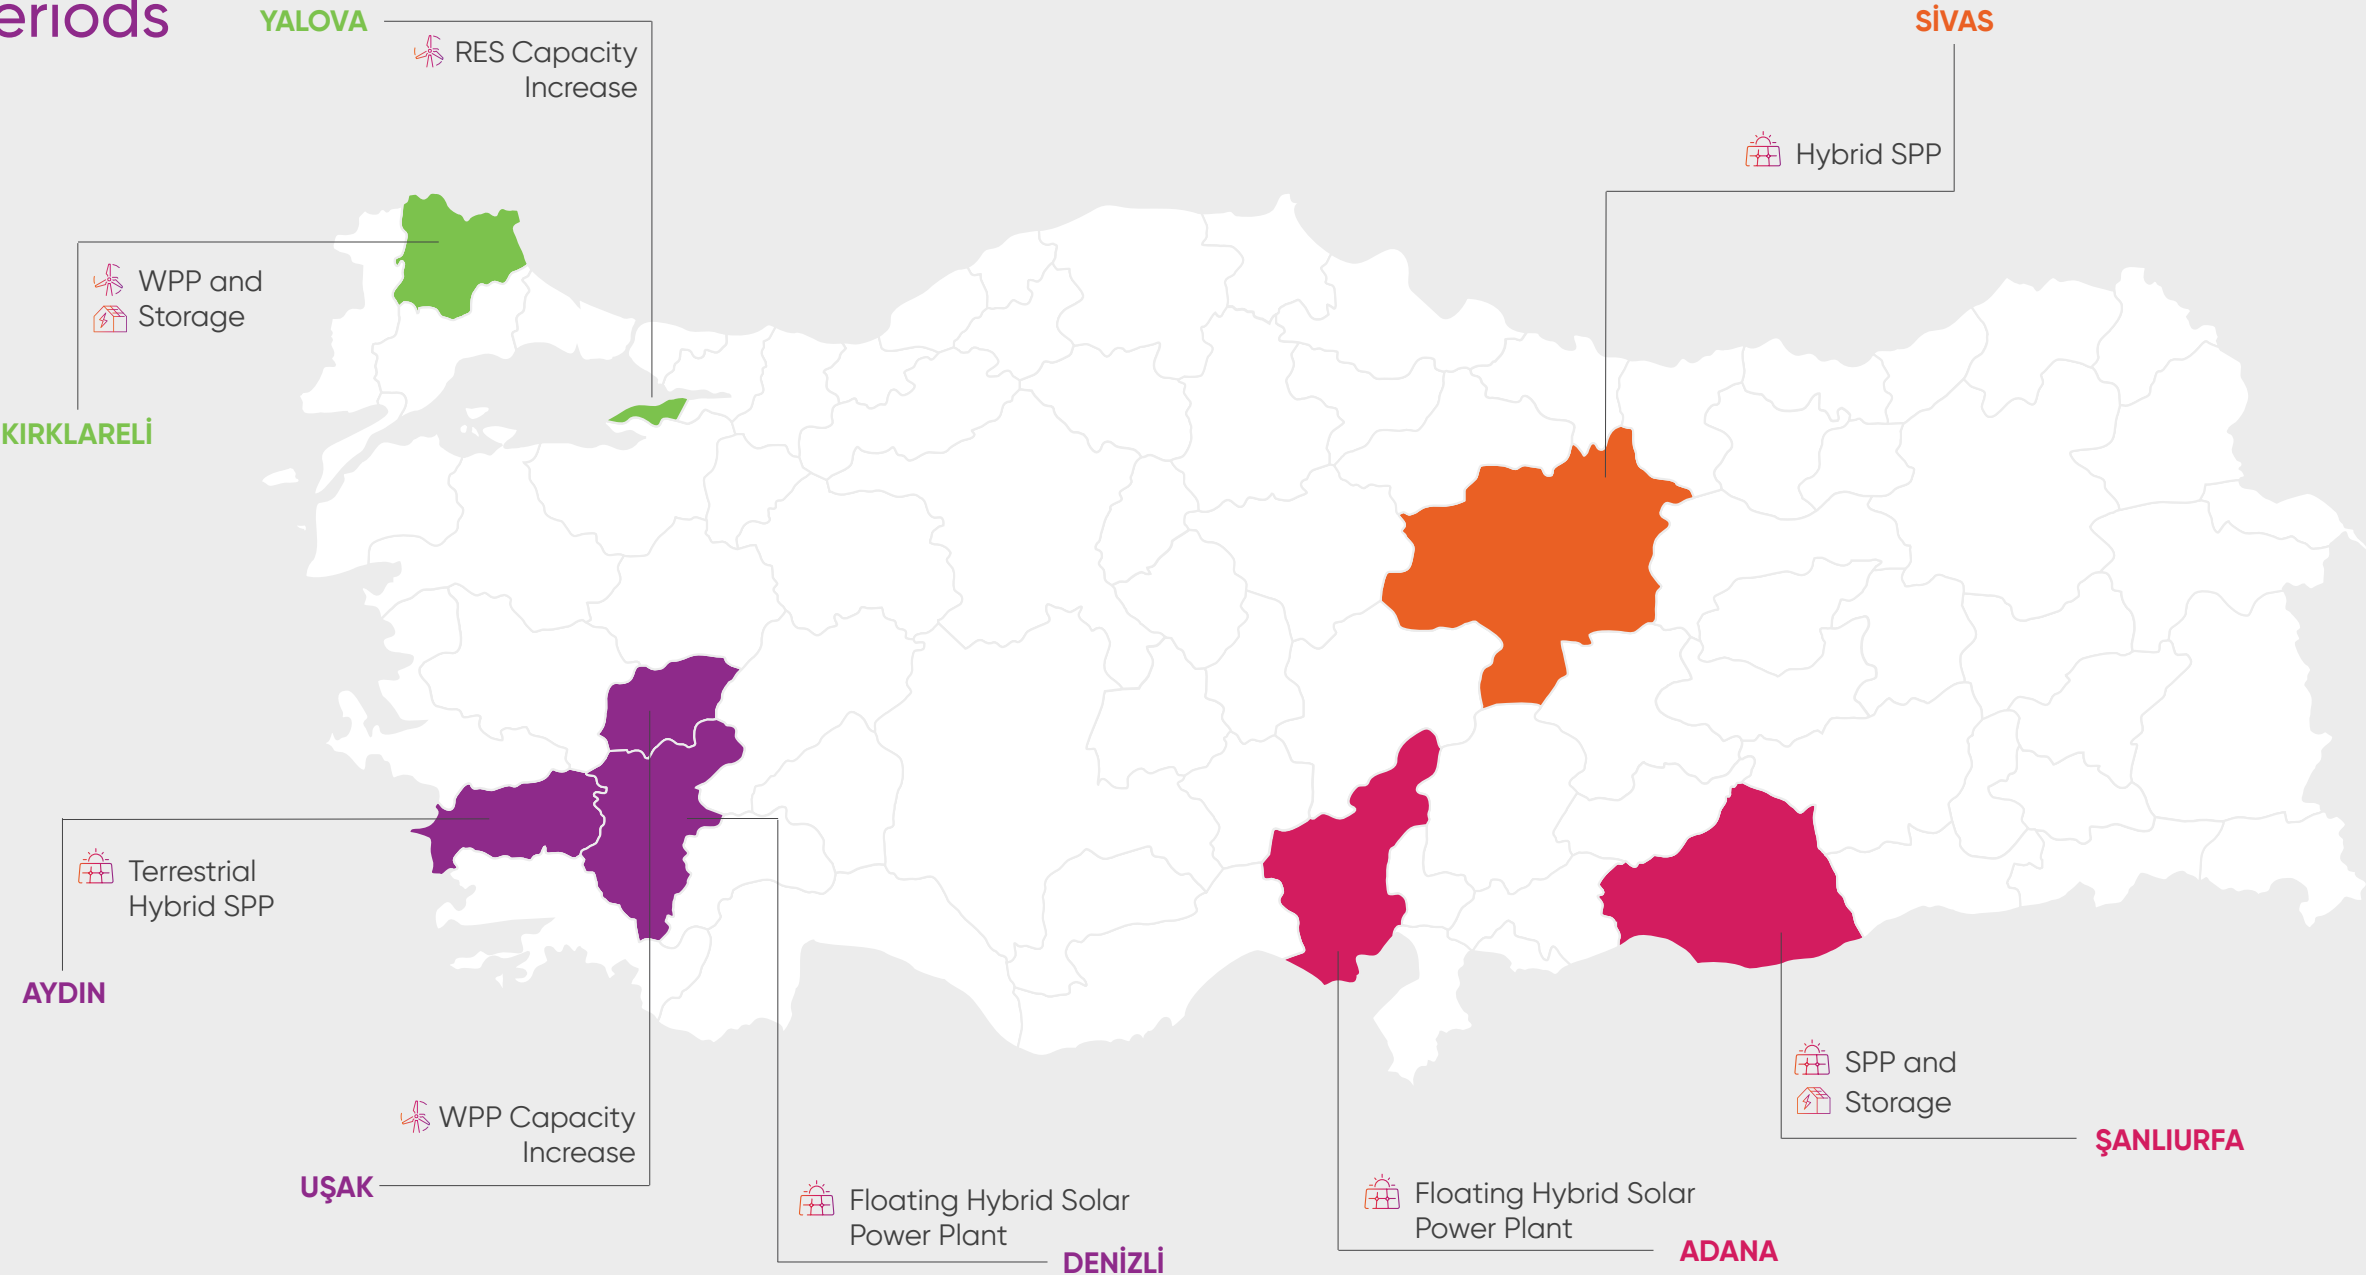 eriods
YALOVA
RES Capacity
Increase
SİVAS
Hybrid SPP
WPP and
Storage
KIRKLARELİ
Terrestrial
Hybrid SPP
AYDIN
WPP Capacity
Increase
UŞAK
Floating Hybrid Solar
Power Plant
DENİZLİ
Floating Hybrid Solar
Power Plant
ADANA
SPP and
Storage
ŞANLIURFA